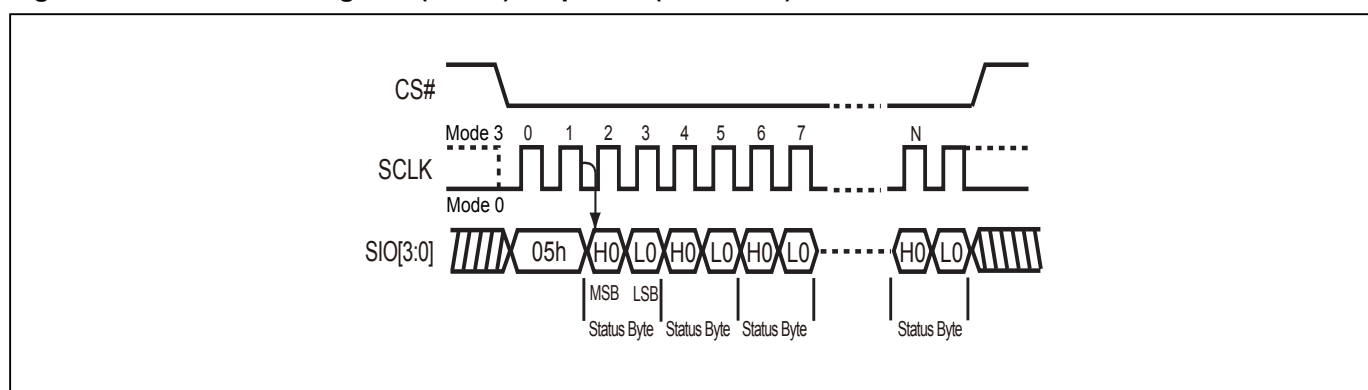 CS#
Mode 3 0 1 2 3 4 5 6 7 N
SCLK
Mode 0
SIO[3:0] 05h H0 L0 H0 L0 H0 L0 H0 L0
MSB LSB
Status Byte Status Byte Status Byte Status Byte